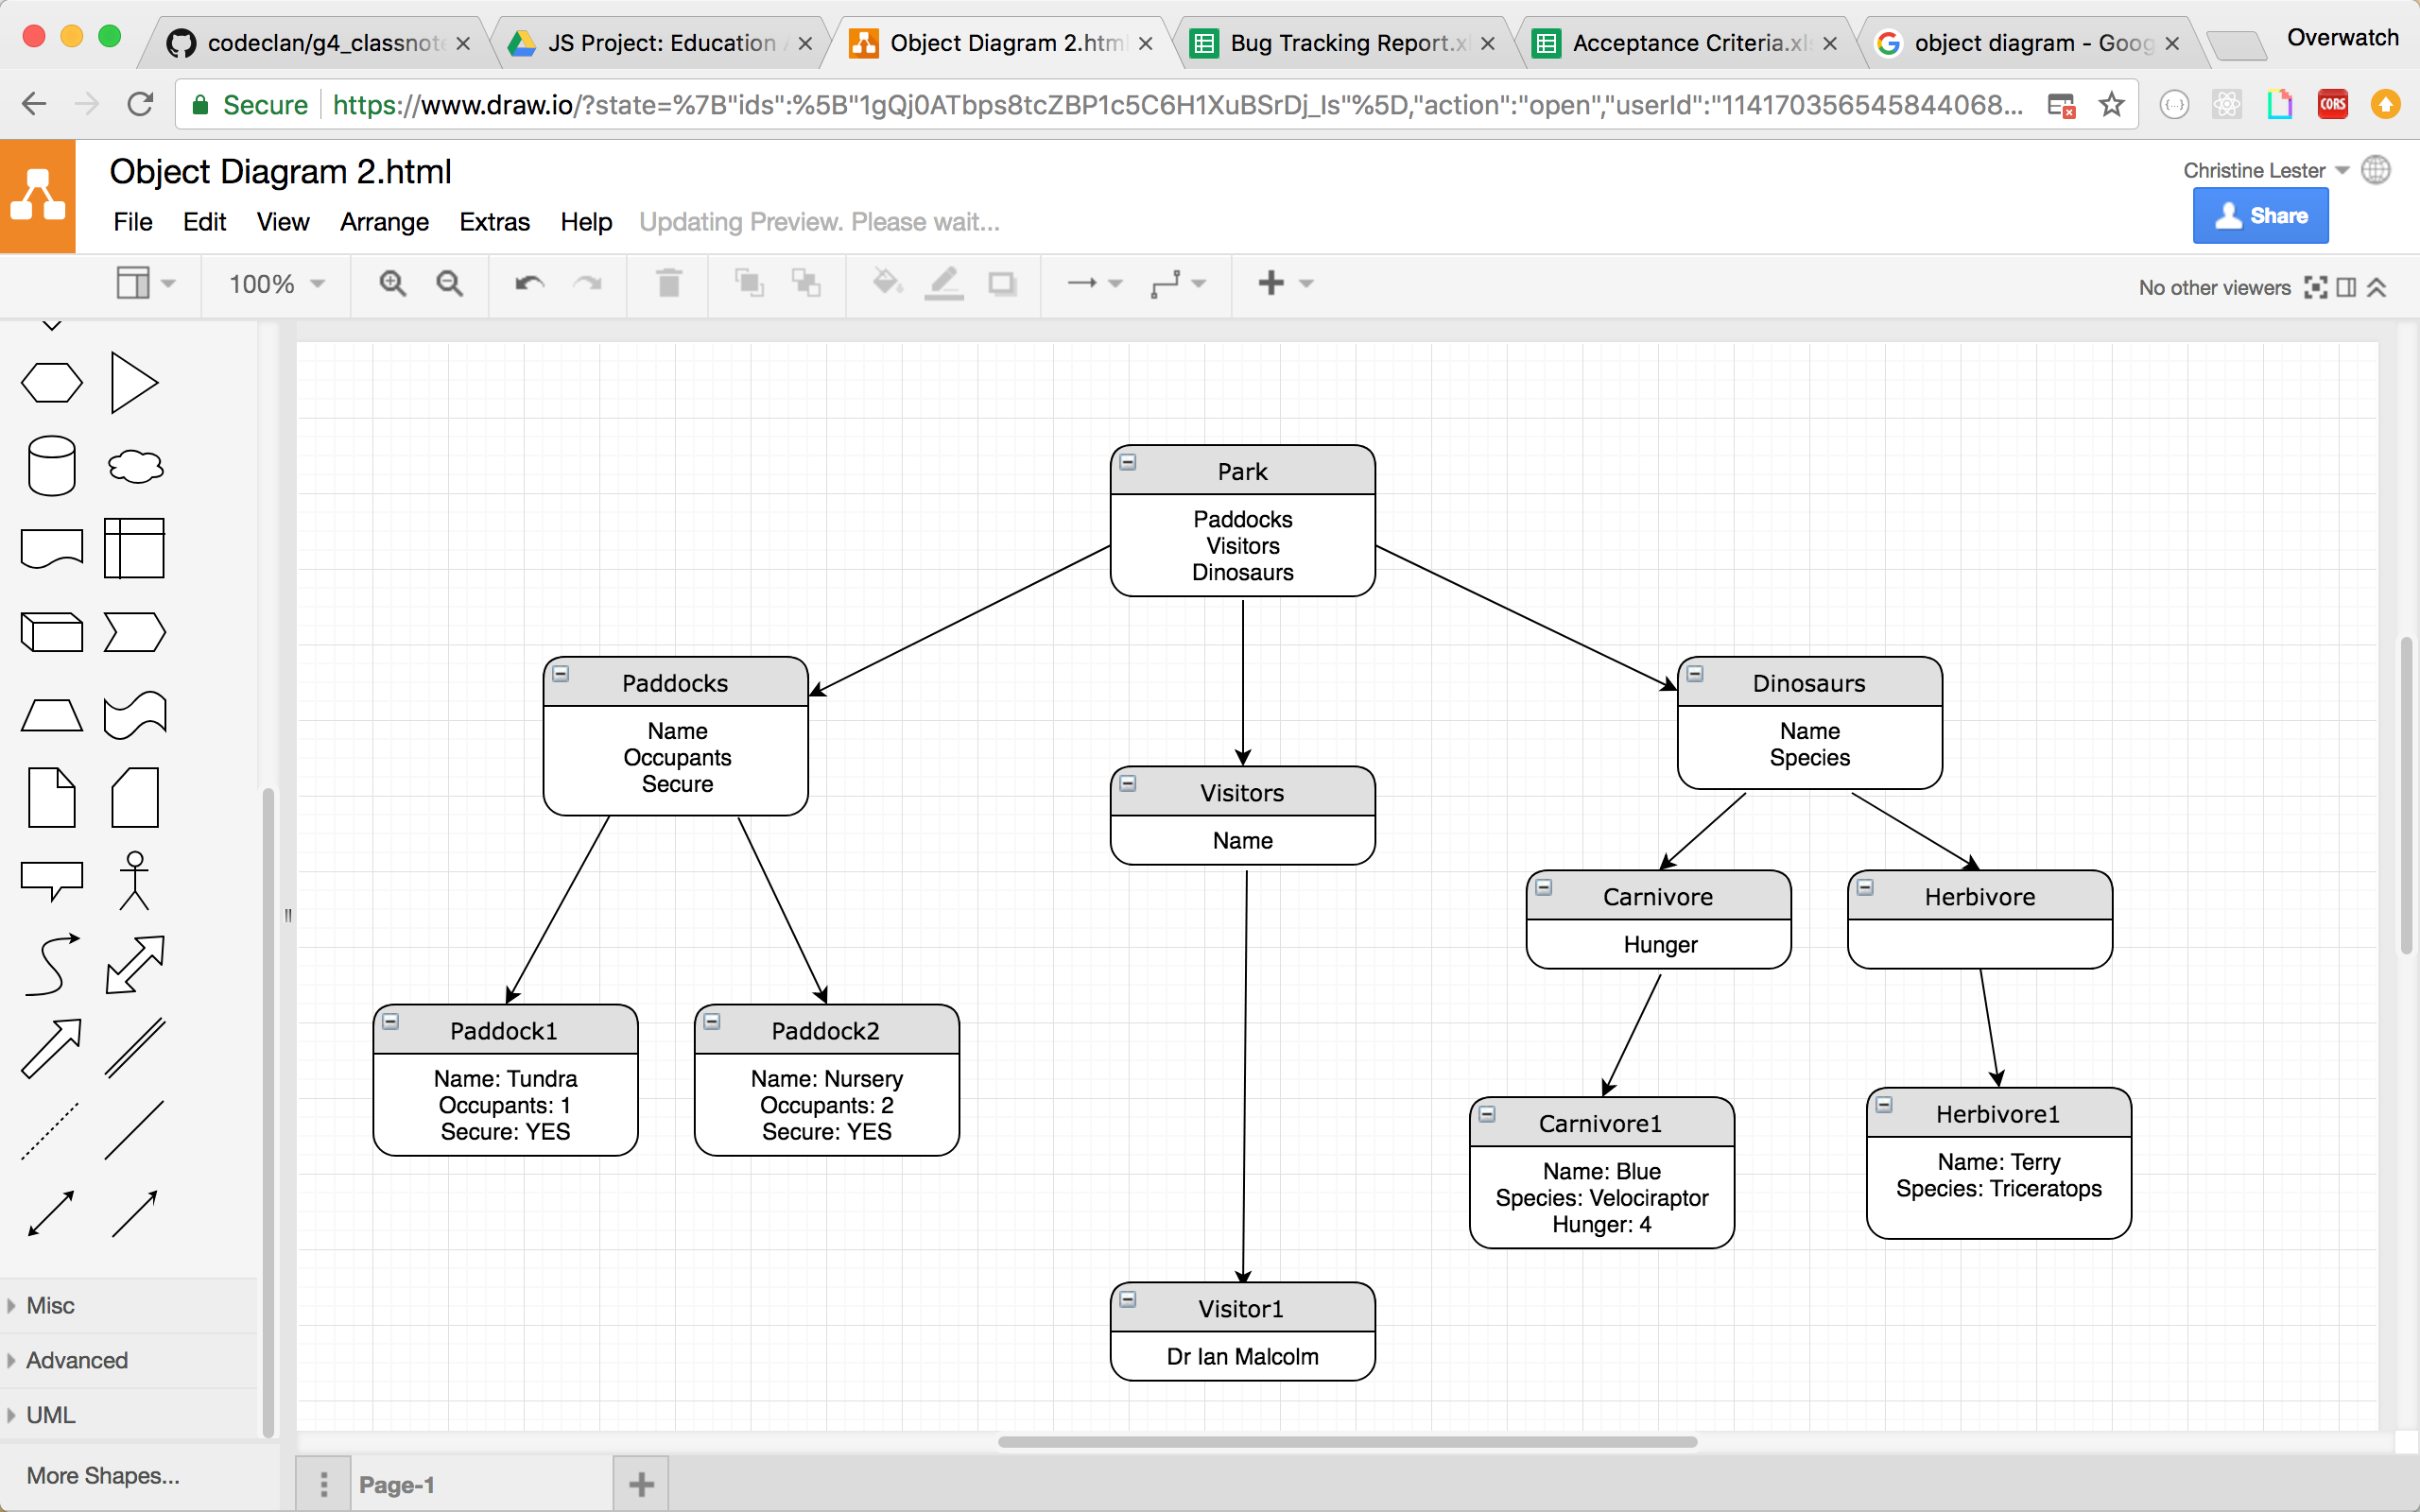 codeclan/g4_classnote
JS Project: Education
Object Diagram 2.html
Bug Tracking Report.x
Acceptance Criteria.xl
object diagram - Goog
Overwatch
Secure
https://www.draw.io/?state=%7B"ids":%5B"1gQj0ATbps8tcZBP1c5C6H1XuBSrDj_Is"%5D,"action":"open","userId":"114170356545844068...
CORS
Object Diagram 2.html
Christine Lester
File Edit View Arrange Extras Help Updating Preview. Please wait...
Share
100%
No other viewers
Park
Paddocks
Visitors
Dinosaurs
Paddocks
Name
Occupants
Secure
Dinosaurs
Name
Species
Visitors
Name
Carnivore
Hunger
Herbivore
Paddock1
Name: Tundra
Occupants: 1
Secure: YES
Paddock2
Name: Nursery
Occupants: 2
Secure: YES
Carnivore1
Name: Blue
Species: Velociraptor
Hunger: 4
Herbivore1
Name: Terry
Species: Triceratops
Visitor1
Dr Ian Malcolm
Misc
Advanced
UML
More Shapes...
Page-1